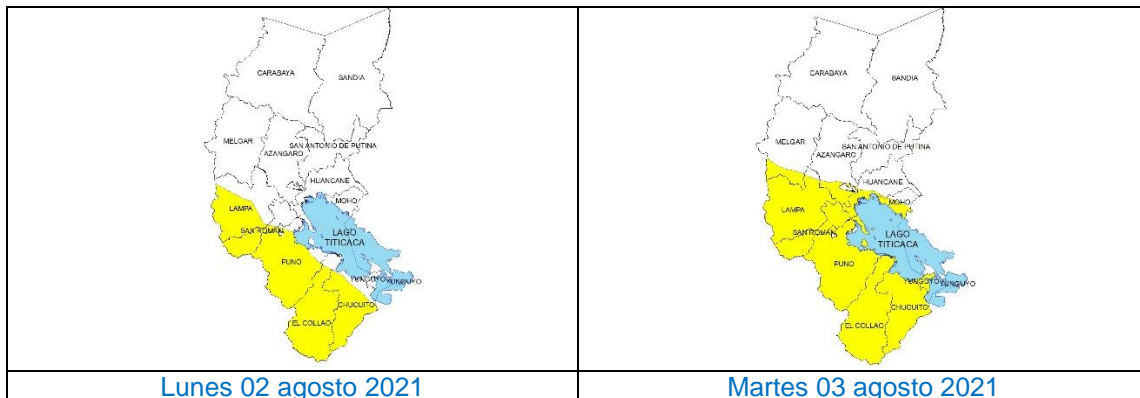 CARABAYA
SANDIA
MELGAR
AZANGARO
SAN ANTONIO DE PUTINA
HUANCANE
MOHO
LAMPA
SAN ROMAN
LAGO
TITICACA
PUNO
YUNGUYO
YUNGUYO
CHUCUITO
EL COLLAO
Lunes 02 agosto 2021
CARABAYA
SANDIA
MELGAR
AZANGARO
SAN ANTONIO DE PUTINA
HUANCANE
MOHO
LAMPA
SAN ROMAN
LAGO
TITICACA
PUNO
YUNGUYO
YUNGUYO
CHUCUITO
EL COLLAO
Martes 03 agosto 2021